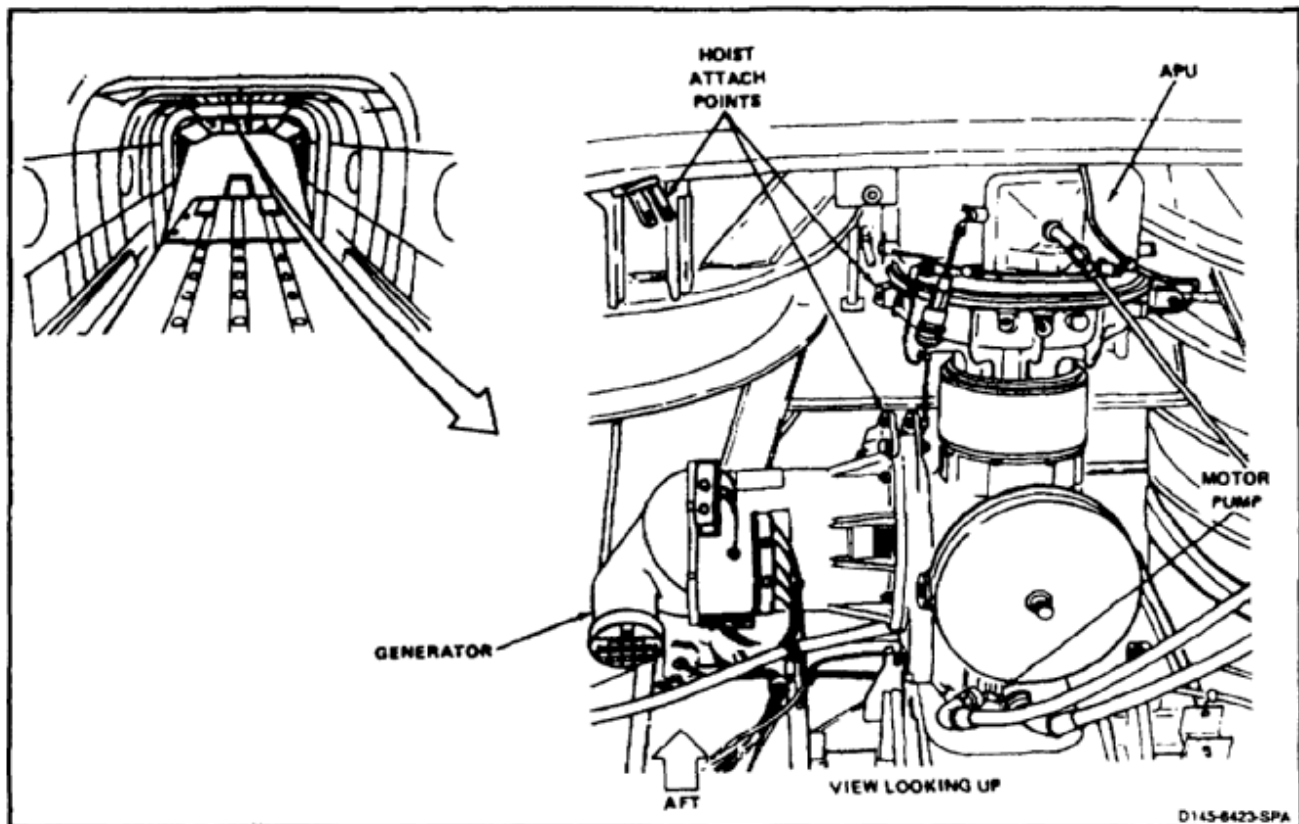 HOIST
ATTACH
POINTS
APU
MOTOR
PUMP
GENERATOR
AFT
VIEW LOOKING UP
D145-6423-SPA